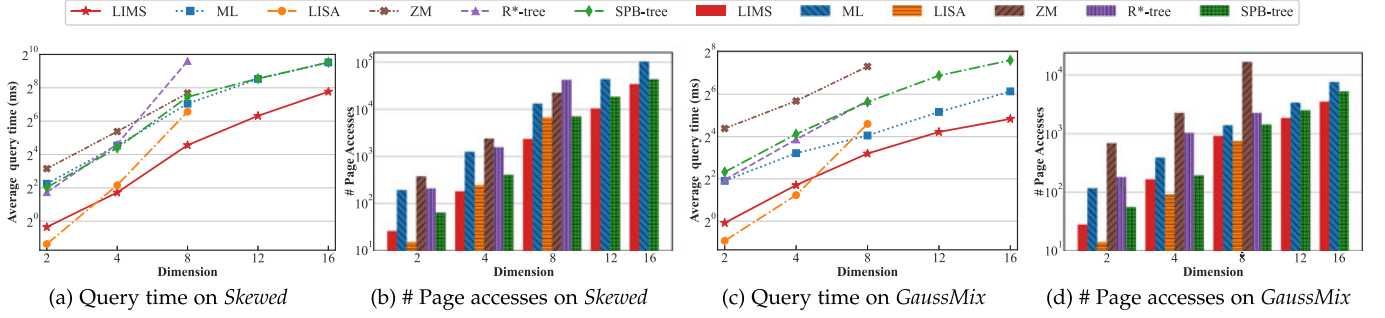 LIMS ML LISA ZM R*-tree SPB-tree LIMS ML LISA ZM R*-tree SPB-tree
Average query time (ms)
2^10
2^8
2^6
2^4
2^2
2^0
2 4 8 12 16
Dimension
(a) Query time on Skewed
# Page Accesses
10^5
10^4
10^3
10^2
10^1
2 4 8 12 16
Dimension
(b) # Page accesses on Skewed
Average query time (ms)
2^8
2^6
2^4
2^2
2^0
2 4 8 12 16
Dimension
(c) Query time on GaussMix
# Page Accesses
10^4
10^3
10^2
10^1
2 4 8 12 16
Dimension
(d) # Page accesses on GaussMix